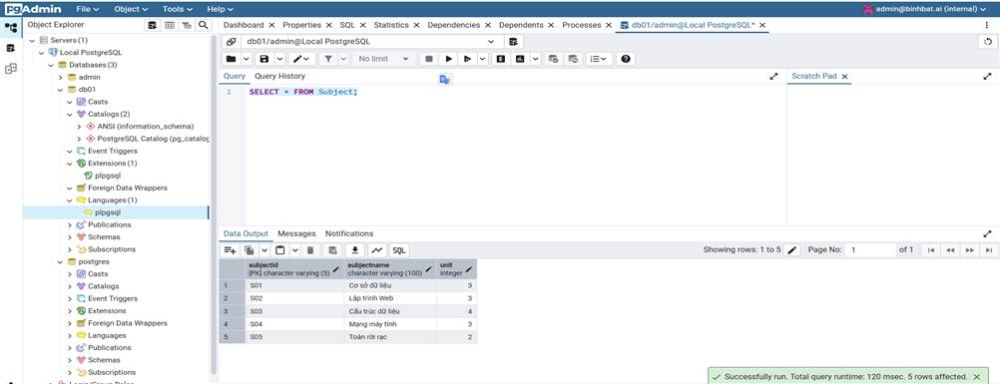 pgAdmin File Object Tools Help admin@binhbat.ai (internal)
Object Explorer Dashboard Properties SQL Statistics Dependencies Dependents Processes db01/admin@Local PostgreSQL*
Servers (1)
Local PostgreSQL
Databases (3)
admin
db01
Casts
Catalogs (2)
ANSI (information_schema)
PostgreSQL Catalog (pg_catalog
Event Triggers
Extensions (1)
plpgsql
Foreign Data Wrappers
Languages (1)
plpgsql
Publications
Schemas
Subscriptions
postgres
Casts
Catalogs
Event Triggers
Extensions
Foreign Data Wrappers
Languages
Publications
Schemas
Subscriptions
Login/Group Roles
db01/admin@Local PostgreSQL
No limit
Query Query History Scratch Pad
1 SELECT * FROM Subject;
Data Output Messages Notifications
SQL Showing rows: 1 to 5 Page No: 1 of 1
subjectid subjectname unit
[PK] character varying (5) character varying (100) integer
1 S01 Cơ sở dữ liệu 3
2 S02 Lập trình Web 3
3 S03 Cấu trúc dữ liệu 4
4 S04 Mạng máy tính 3
5 S05 Toán rời rạc 2
Successfully run. Total query runtime: 120 msec. 5 rows affected.